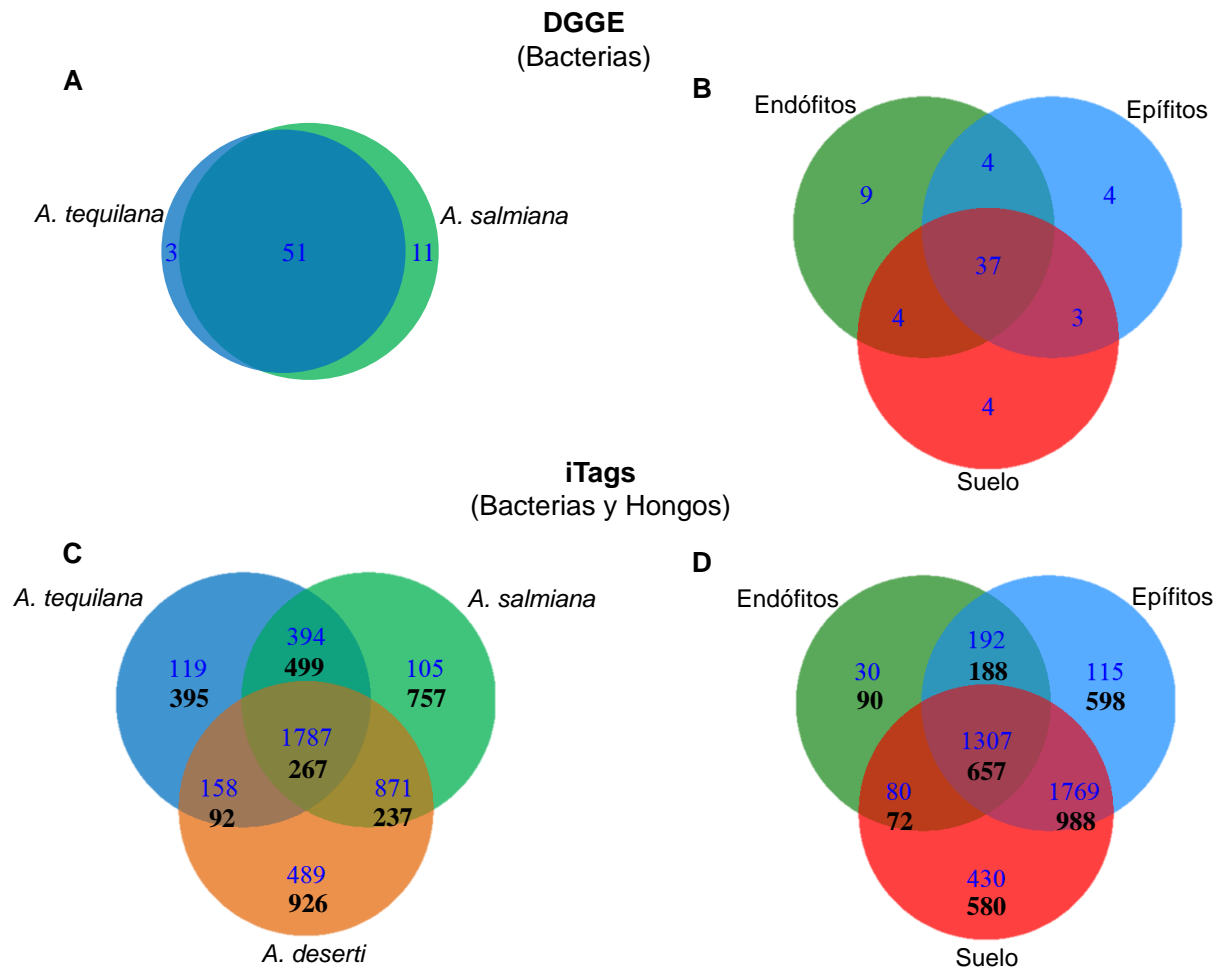 DGGE
(Bacterias)
A
A. tequilana
A. salmiana
3
51
11
B
Endófitos
Epífitos
4
9
4
37
4
3
4
Suelo
iTags
(Bacterias y Hongos)
C
A. tequilana
A. salmiana
394
499
119
395
105
757
1787
267
158
92
871
237
489
926
A. deserti
D
Endófitos
Epífitos
192
188
30
90
115
598
1307
657
80
72
1769
988
430
580
Suelo